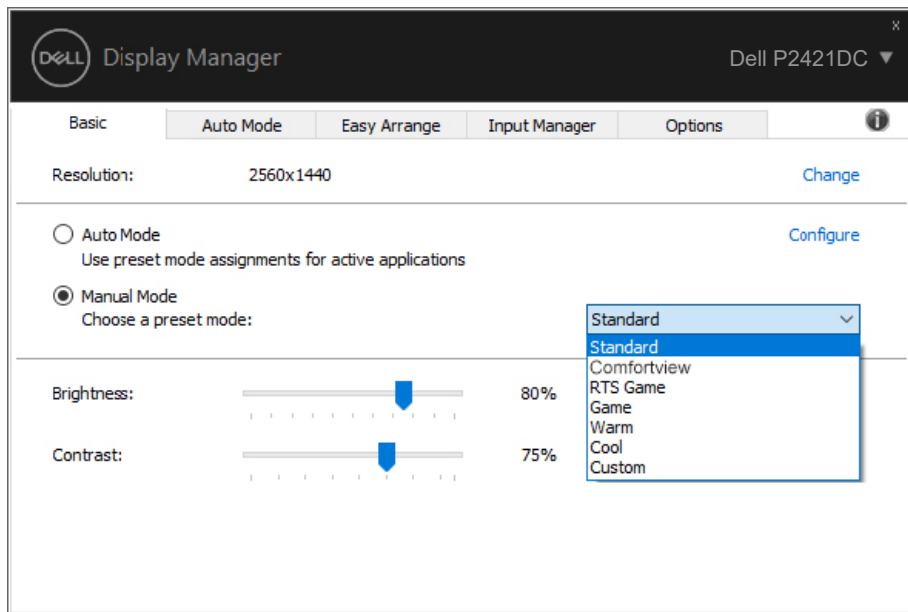 x
DELL Display Manager Dell P2421DC
Basic Auto Mode Easy Arrange Input Manager Options i
Resolution: 2560x1440 Change
Auto Mode Configure
Use preset mode assignments for active applications
Manual Mode
Choose a preset mode: Standard
Standard
Comfortview
RTS Game
Game
Warm
Cool
Custom
Brightness: 80%
Contrast: 75%